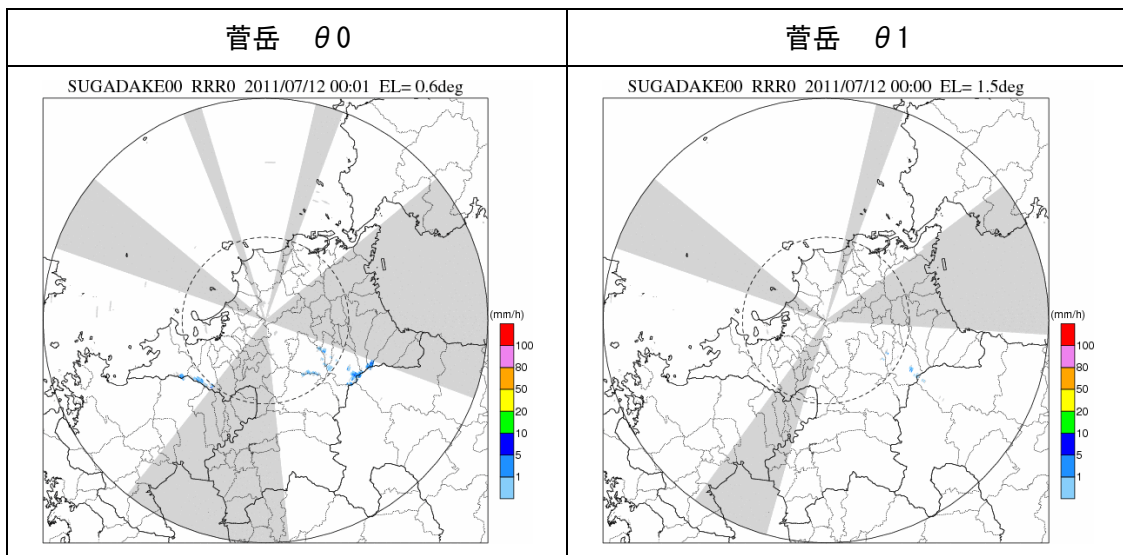 菅岳 θ0
菅岳 θ1
SUGADAKE00 RRR0 2011/07/12 00:01 EL= 0.6deg
(mm/h)
100
80
50
20
10
5
1
SUGADAKE00 RRR0 2011/07/12 00:00 EL= 1.5deg
(mm/h)
100
80
50
20
10
5
1